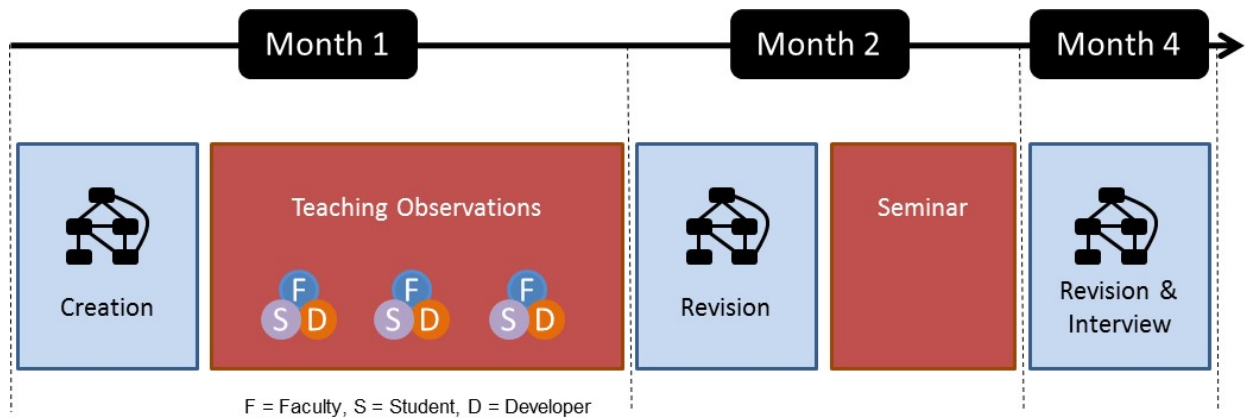 Month 1
Month 2
Month 4
Creation
Teaching Observations
F
S D
F
S D
F
S D
Revision
Seminar
Revision &
Interview
F = Faculty, S = Student, D = Developer